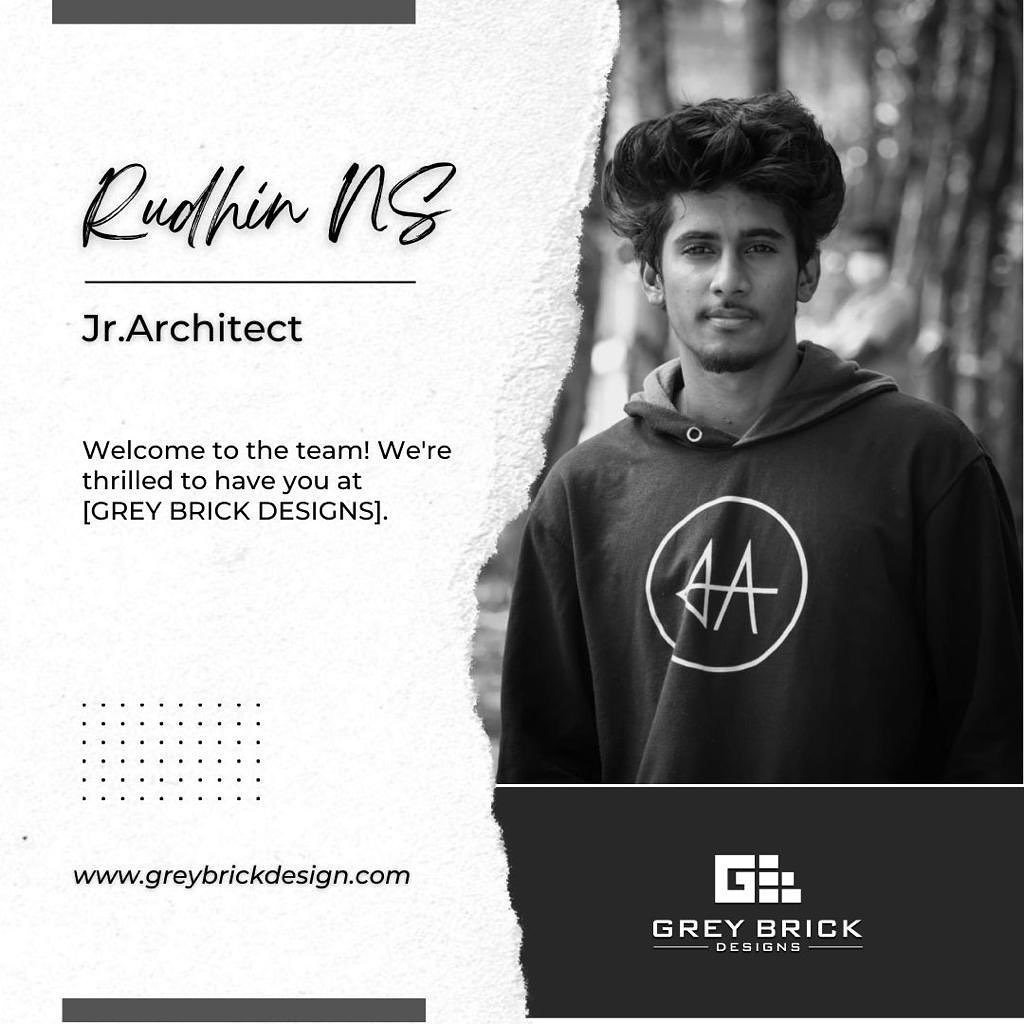 Rudhin NS
Jr.Architect
Welcome to the team! We're
thrilled to have you at
[GREY BRICK DESIGNS].
www.greybrickdesign.com
G
GREY BRICK
DESIGNS